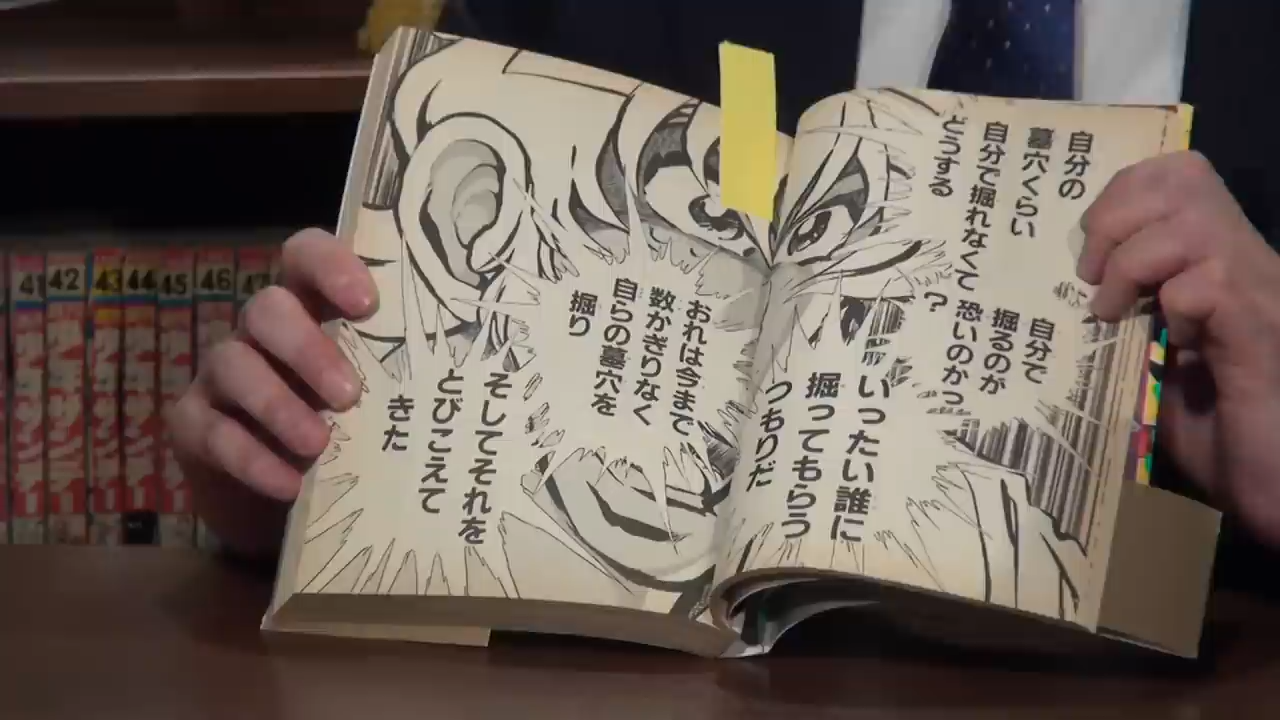 自分の
墓穴くらい
自分で掘れなくて
どうする
自分で
掘るのが
恐いのかっ
?
いったい誰に
掘ってもらう
つもりだ
おれは今まで
数かぎりなく
自らの墓穴を
掘り
そしてそれを
とびこえて
きた
41
42
43
44
45
46
47